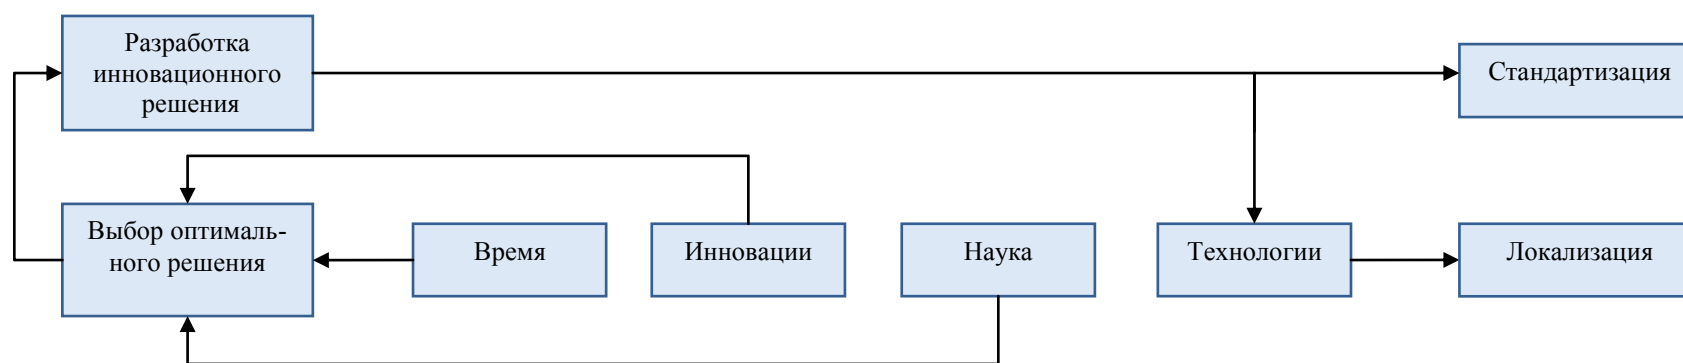 Разработка
инновационного
решения
Стандартизация
Выбор оптималь-
ного решения
Время
Инновации
Наука
Технологии
Локализация